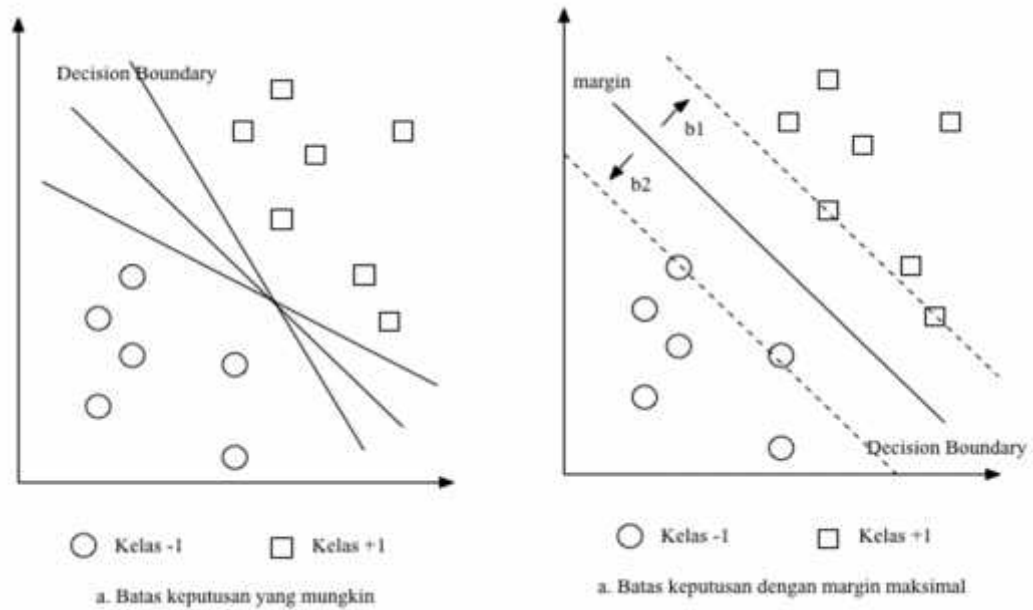 Decision Boundary
Kelas -1
Kelas +1
a. Batas keputusan yang mungkin
margin
b1
b2
Decision Boundary
Kelas -1
Kelas +1
a. Batas keputusan dengan margin maksimal